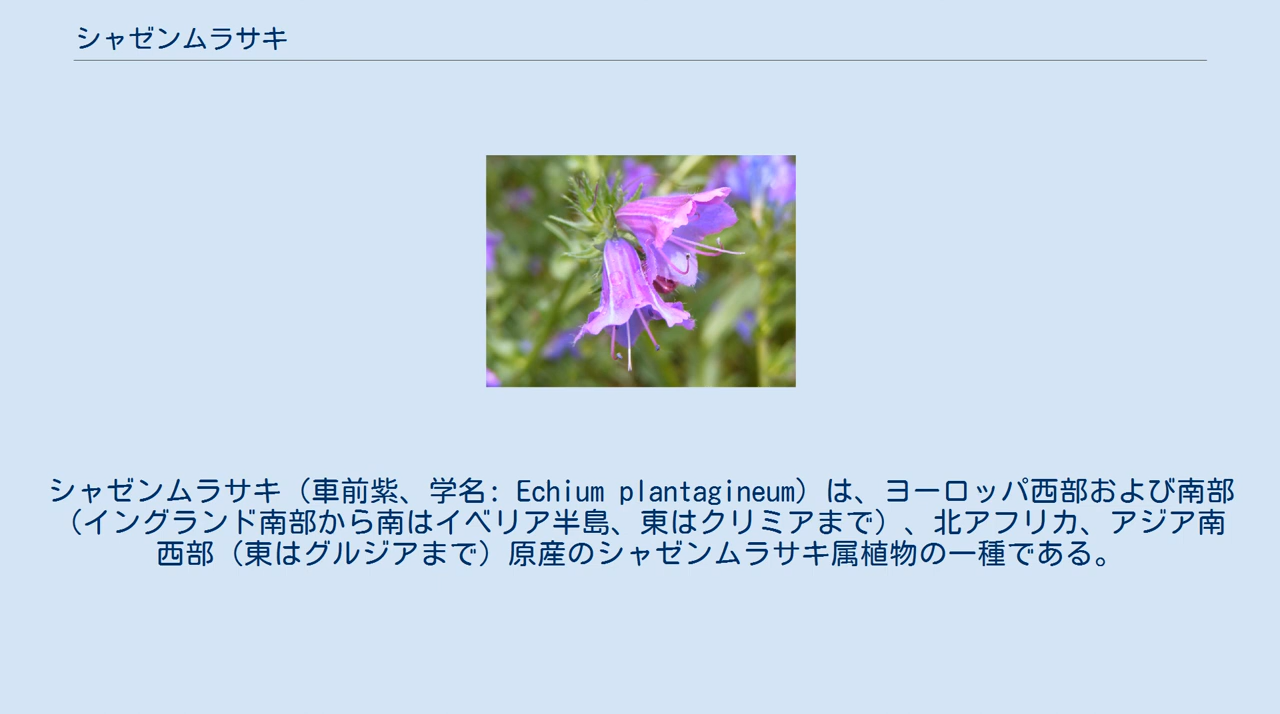 シャゼンムラサキ
シャゼンムラサキ（車前紫、学名: Echium plantagineum）は、ヨーロッパ西部および南部
（イングランド南部から南はイベリア半島、東はクリミアまで）、北アフリカ、アジア南
西部（東はグルジアまで）原産のシャゼンムラサキ属植物の一種である。